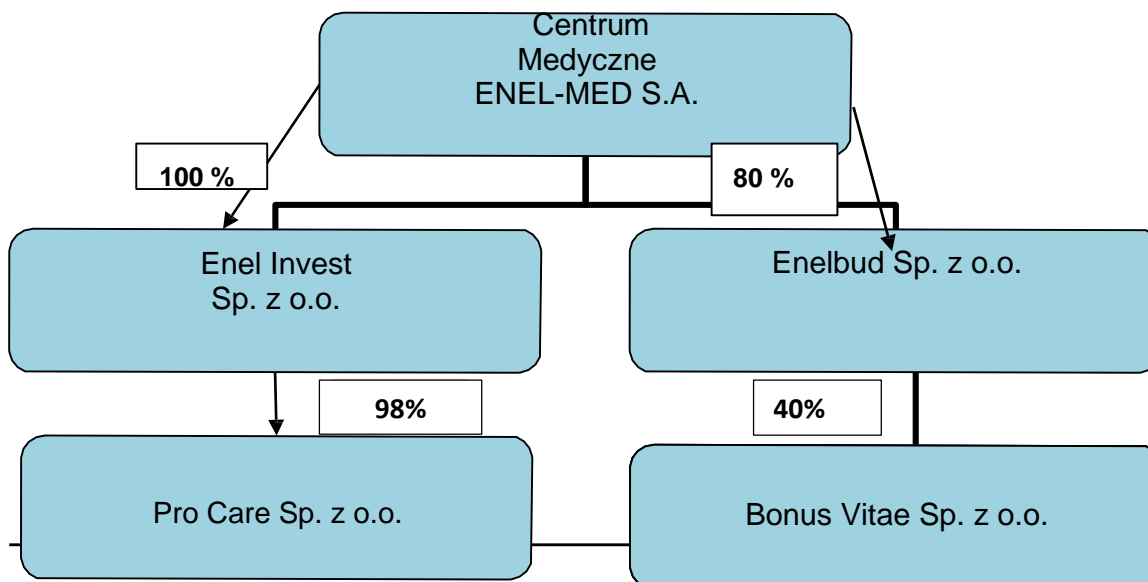 Centrum
Medyczne
ENEL-MED S.A.
100 %
80 %
Enel Invest
Sp. z o.o.
Enelbud Sp. z o.o.
98%
40%
Pro Care Sp. z o.o.
Bonus Vitae Sp. z o.o.